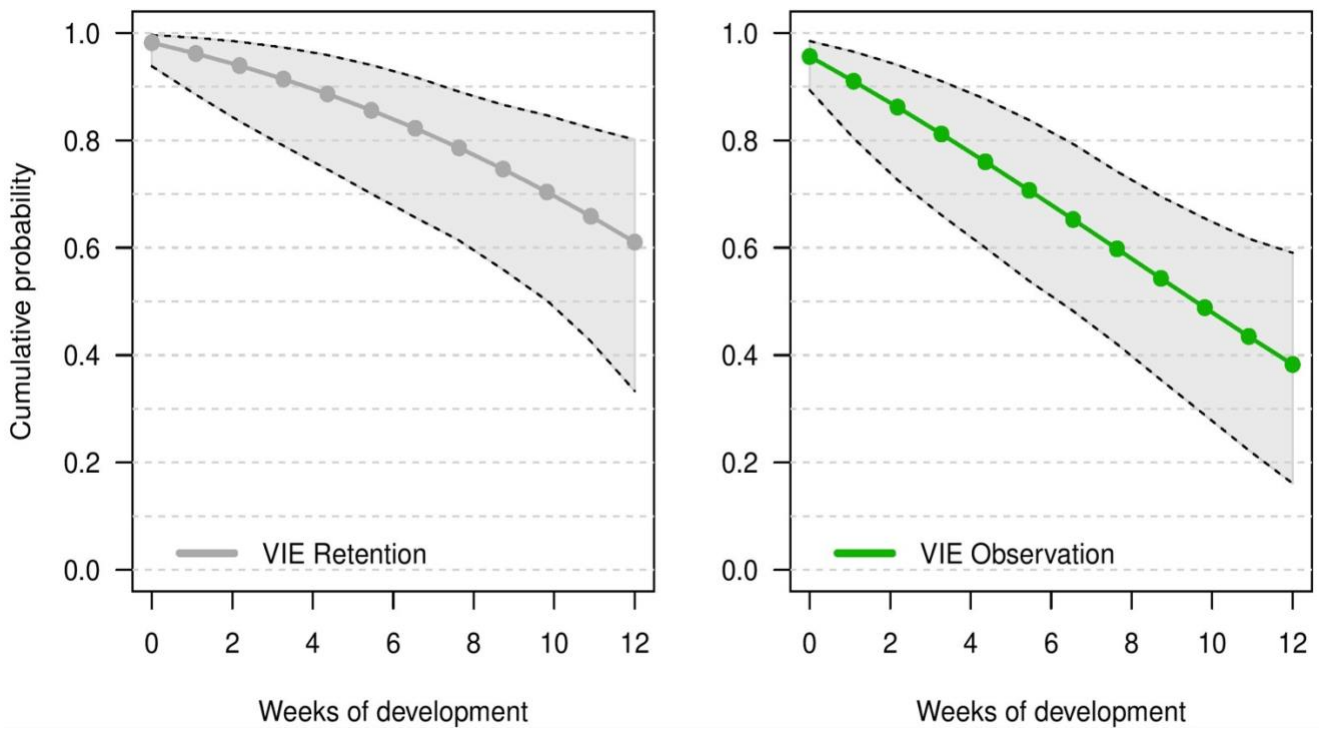 Cumulative probability
1.0
0.8
0.6
0.4
0.2
0.0
VIE Retention
0 2 4 6 8 10 12
Weeks of development
1.0
0.8
0.6
0.4
0.2
0.0
VIE Observation
0 2 4 6 8 10 12
Weeks of development